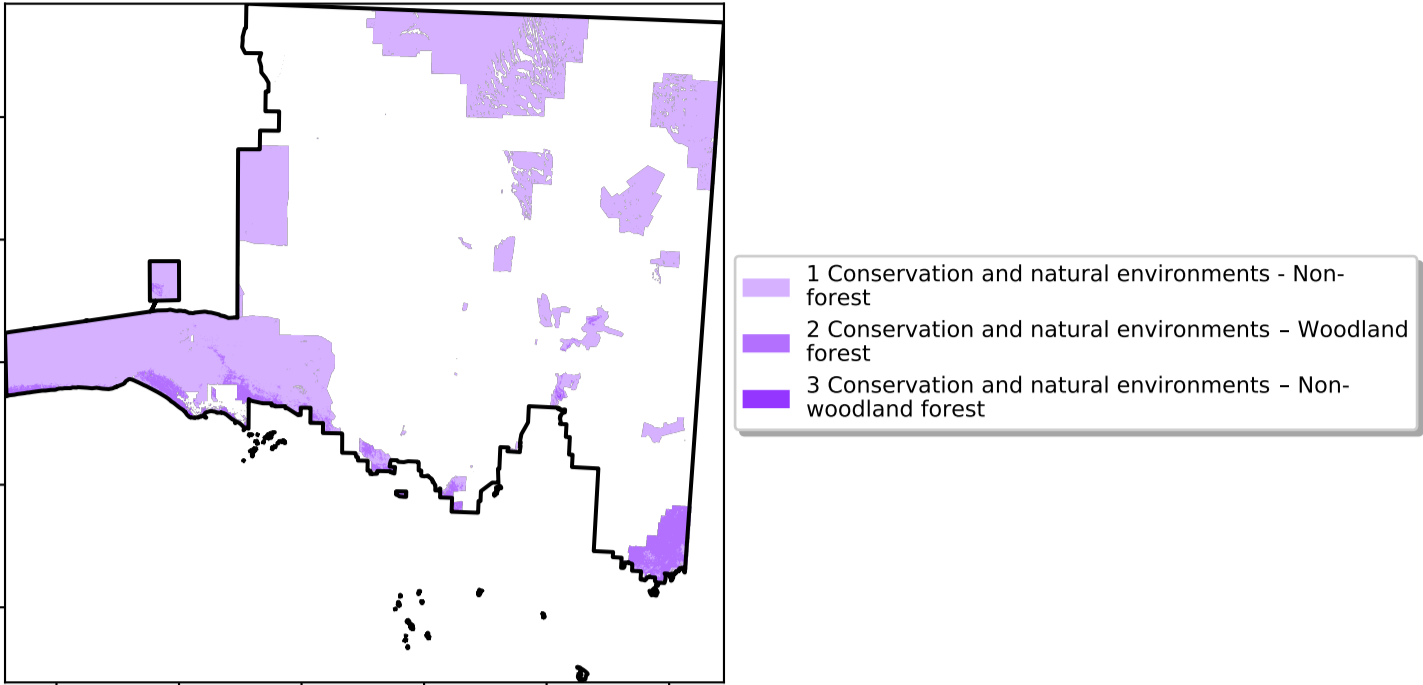 1 Conservation and natural environments - Non-
forest
2 Conservation and natural environments – Woodland
forest
3 Conservation and natural environments – Non-
woodland forest